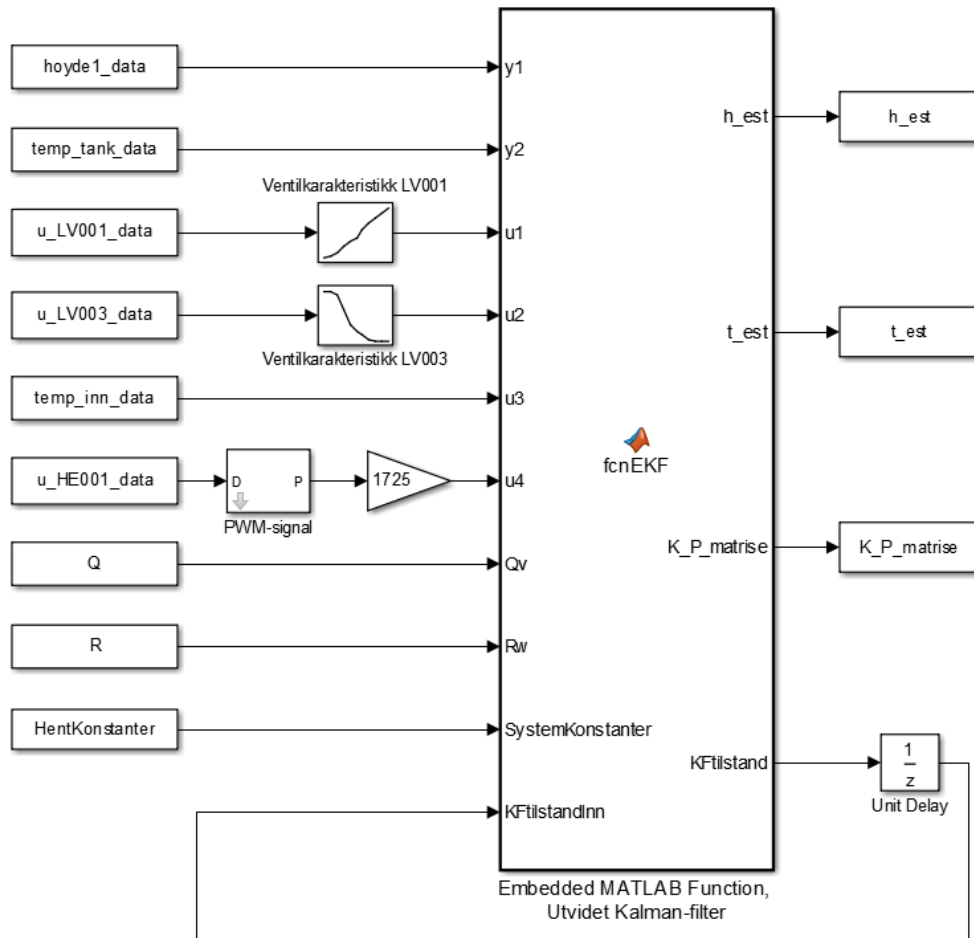 hoyde1_data
y1
h_est
h_est
temp_tank_data
y2
Ventilkarakteristikk LV001
u_LV001_data
u1
u_LV003_data
u2
Ventilkarakteristikk LV003
t_est
t_est
temp_inn_data
u3
fcnEKF
u_HE001_data
D
P
1725
u4
PWM-signal
K_P_matrise
K_P_matrise
Q
Qv
R
Rw
HentKonstanter
SystemKonstanter
KFtilstand
1
z
Unit Delay
KFtilstandInn
Embedded MATLAB Function,
Utvidet Kalman-filter